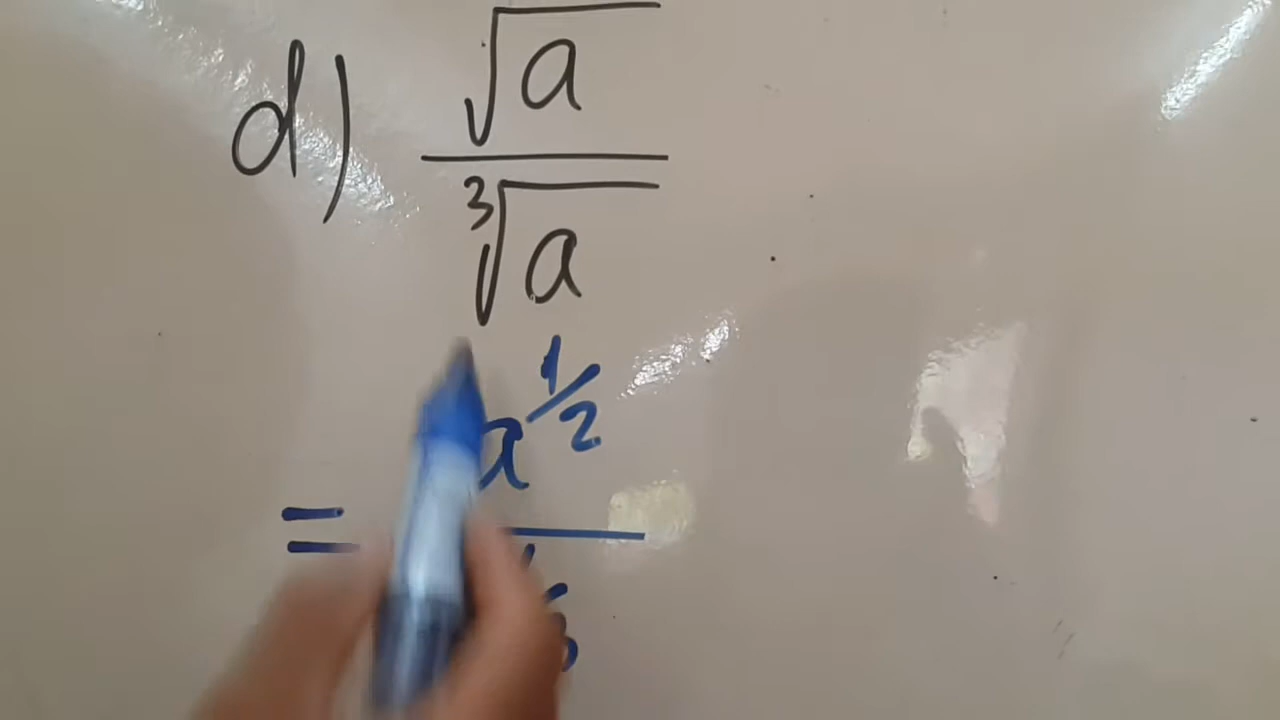 d) √a
∛a
= a^1/2